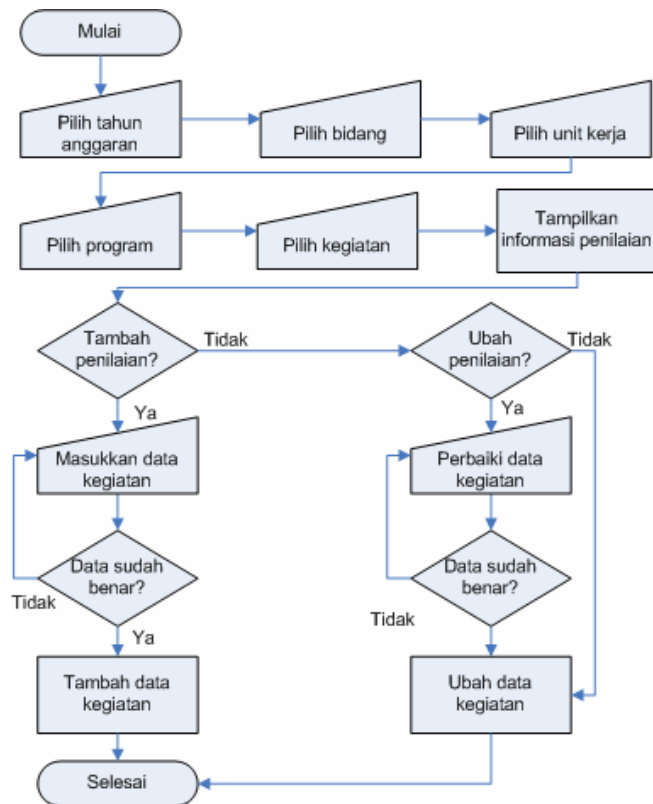 Mulai
Pilih tahun
anggaran
Pilih bidang
Pilih unit kerja
Pilih program
Pilih kegiatan
Tampilkan
informasi penilaian
Tambah
penilaian?
Tidak
Ubah
penilaian?
Tidak
Ya
Ya
Masukkan data
kegiatan
Perbaiki data
kegiatan
Data sudah
benar?
Tidak
Data sudah
benar?
Tidak
Ya
Tambah data
kegiatan
Ubah data
kegiatan
Selesai